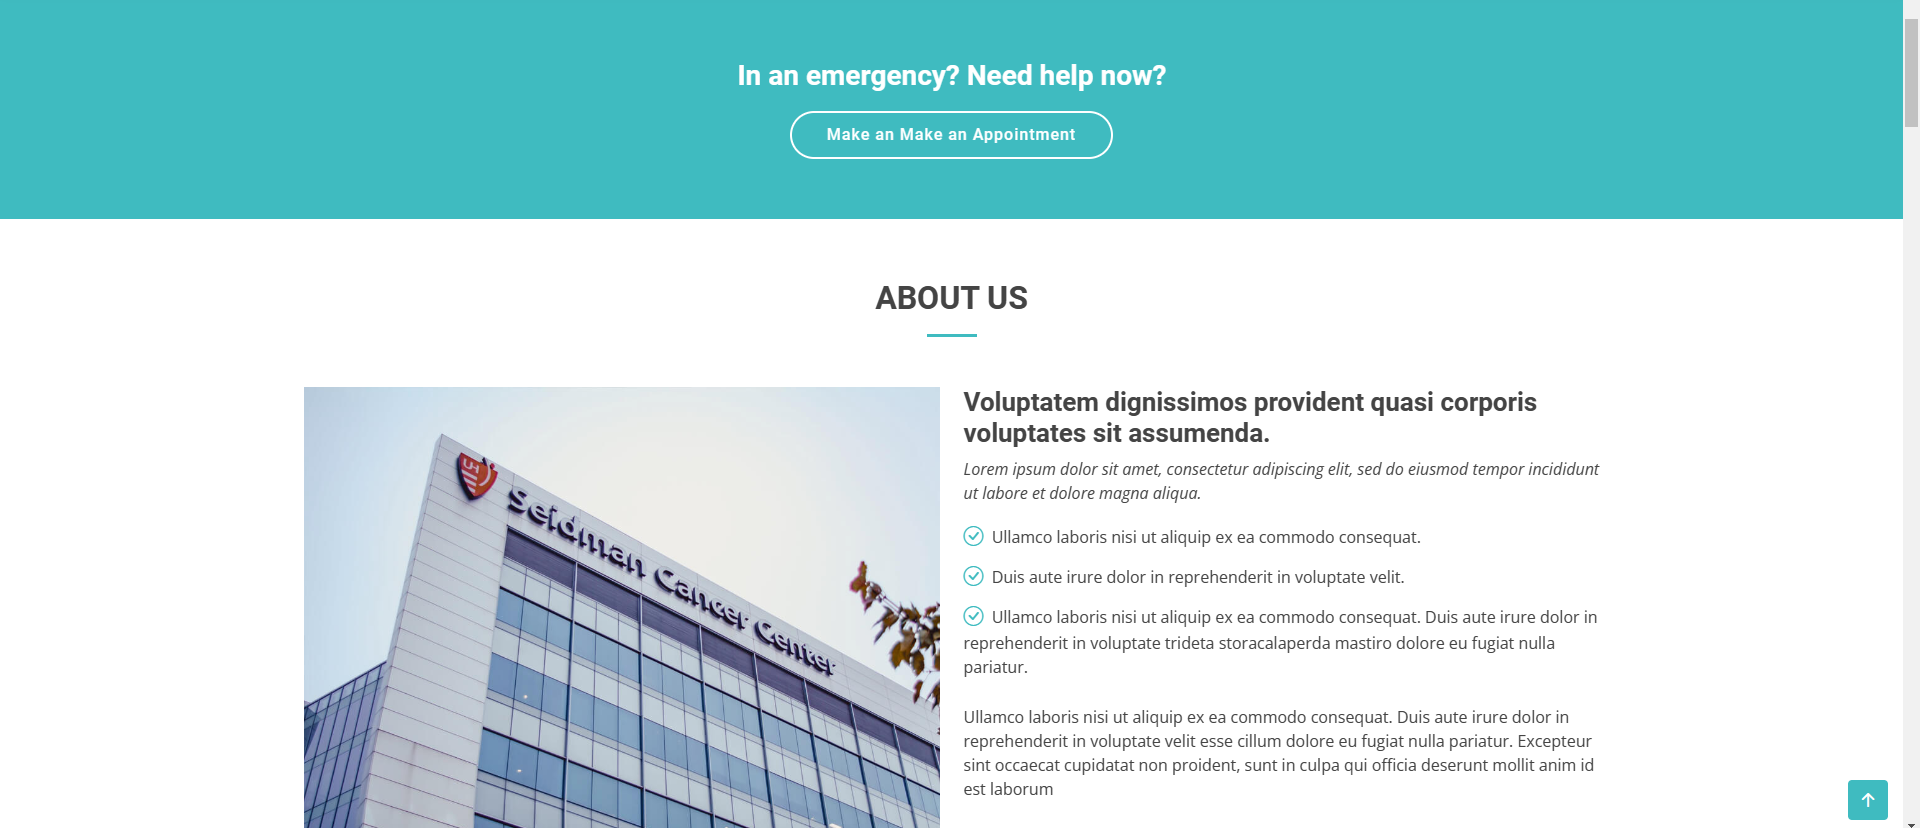 In an emergency? Need help now?
Make an Make an Appointment
ABOUT US
UH
Seidman Cancer Center
Voluptatem dignissimos provident quasi corporis
voluptates sit assumenda.
Lorem ipsum dolor sit amet, consectetur adipiscing elit, sed do eiusmod tempor incididunt
ut labore et dolore magna aliqua.
Ullamco laboris nisi ut aliquip ex ea commodo consequat.
Duis aute irure dolor in reprehenderit in voluptate velit.
Ullamco laboris nisi ut aliquip ex ea commodo consequat. Duis aute irure dolor in
reprehenderit in voluptate trideta storacalaperda mastiro dolore eu fugiat nulla
pariatur.
Ullamco laboris nisi ut aliquip ex ea commodo consequat. Duis aute irure dolor in
reprehenderit in voluptate velit esse cillum dolore eu fugiat nulla pariatur. Excepteur
sint occaecat cupidatat non proident, sunt in culpa qui officia deserunt mollit anim id
est laborum